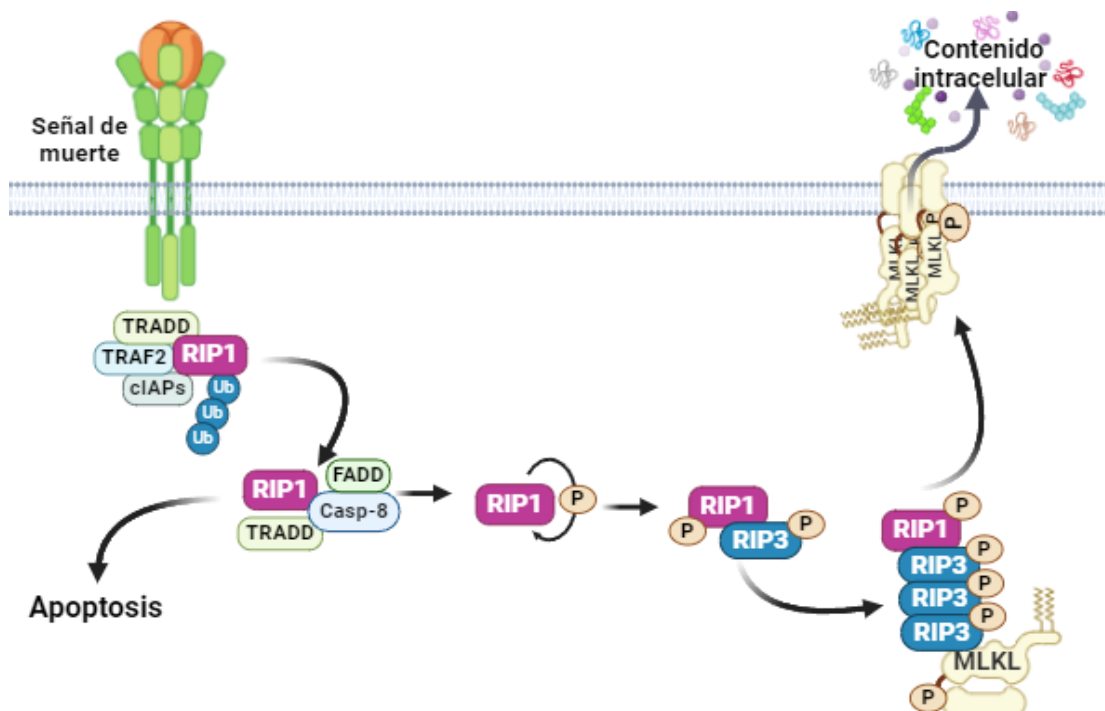 Contenido
intracelular
Señal de
muerte
P
P
MLKL
MLKL
MLKL
TRADD
TRAF2
RIP1
cIAPs
Ub
Ub
Ub
RIP1
FADD
Casp-8
TRADD
RIP1
P
RIP1
P
P
RIP3
P
RIP1
RIP3
P
RIP3
P
RIP3
P
MLKL
P
Apoptosis